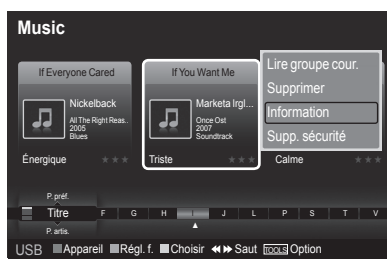 Music
If Everyone Cared
Nickelback
All The Right Reas..
2005
Blues
Énergique ★★★
If You Want Me
Marketa Irgl...
Once Ost
2007
Soundtrack
Triste ★★★
Calme ★★★
Lire groupe cour.
Supprimer
Information
Supp. sécurité
P. préf.
Titre F G H I J L P S T V
P. artis.
USB Appareil Régl. f. Choisir Saut TOOLS Option